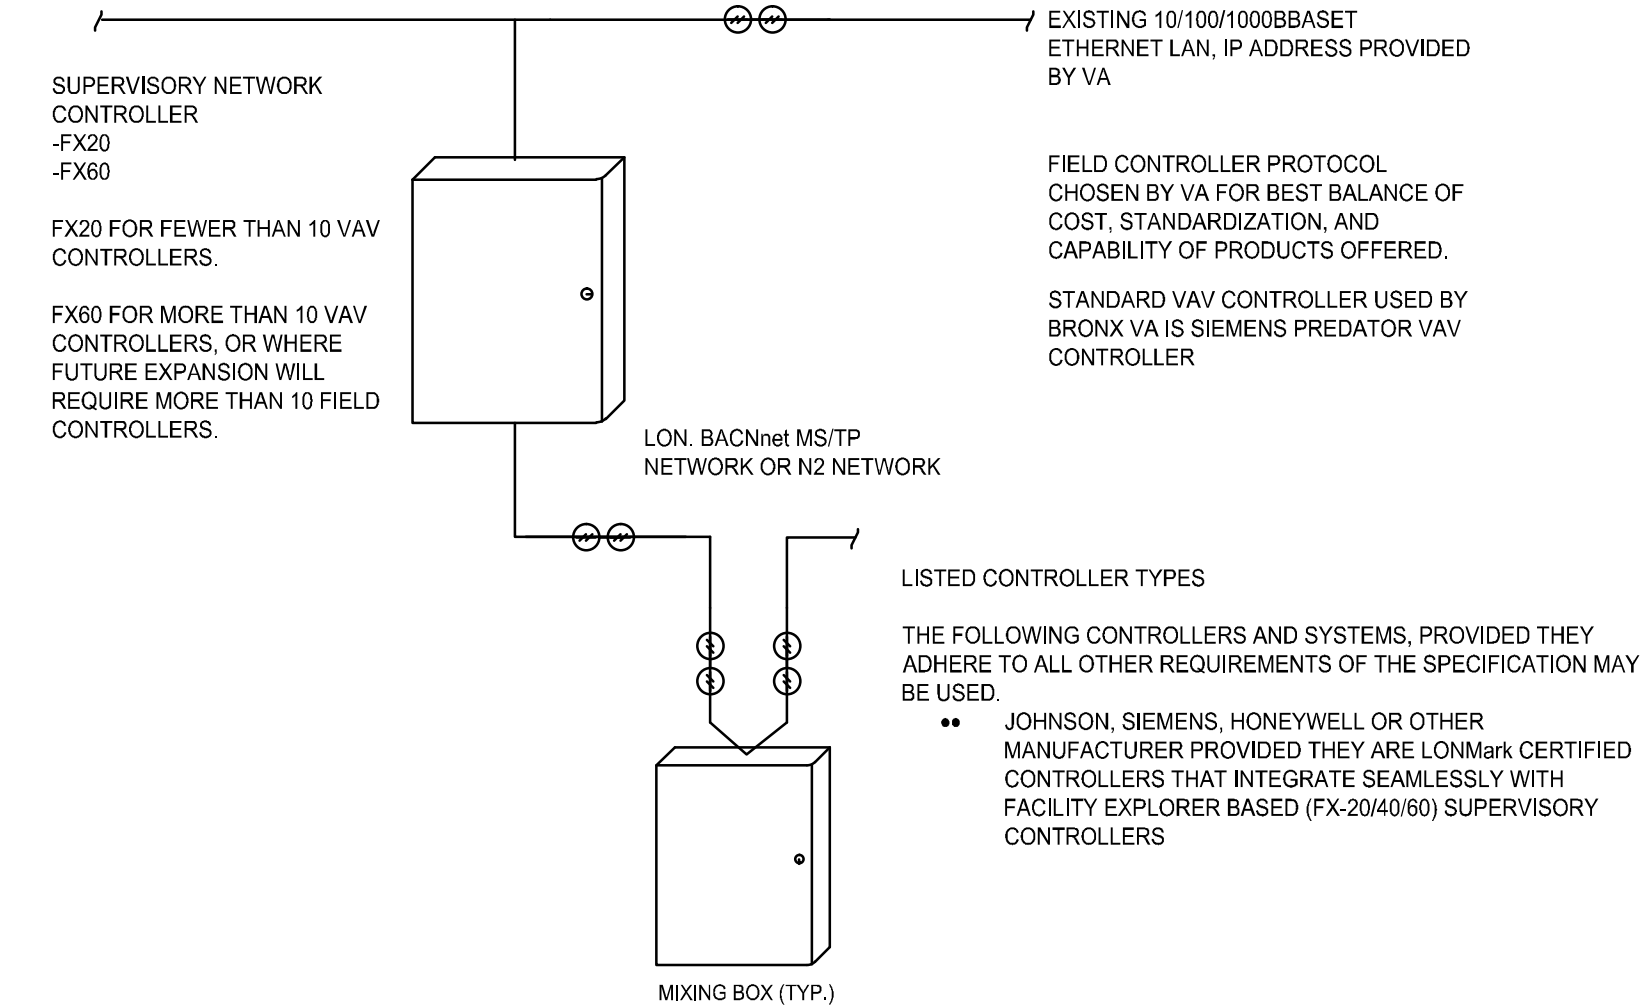 EXISTING 10/100/1000BBASET
ETHERNET LAN, IP ADDRESS PROVIDED
BY VA
SUPERVISORY NETWORK
CONTROLLER
-FX20
-FX60
FX20 FOR FEWER THAN 10 VAV
CONTROLLERS.
FX60 FOR MORE THAN 10 VAV
CONTROLLERS, OR WHERE
FUTURE EXPANSION WILL
REQUIRE MORE THAN 10 FIELD
CONTROLLERS.
FIELD CONTROLLER PROTOCOL
CHOSEN BY VA FOR BEST BALANCE OF
COST, STANDARDIZATION, AND
CAPABILITY OF PRODUCTS OFFERED.
STANDARD VAV CONTROLLER USED BY
BRONX VA IS SIEMENS PREDATOR VAV
CONTROLLER
LON. BACNnet MS/TP
NETWORK OR N2 NETWORK
LISTED CONTROLLER TYPES
THE FOLLOWING CONTROLLERS AND SYSTEMS, PROVIDED THEY
ADHERE TO ALL OTHER REQUIREMENTS OF THE SPECIFICATION MAY
BE USED.
•• JOHNSON, SIEMENS, HONEYWELL OR OTHER
MANUFACTURER PROVIDED THEY ARE LONMark CERTIFIED
CONTROLLERS THAT INTEGRATE SEAMLESSLY WITH
FACILITY EXPLORER BASED (FX-20/40/60) SUPERVISORY
CONTROLLERS
MIXING BOX (TYP.)